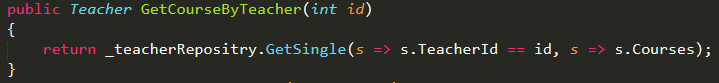 public Teacher GetCourseByTeacher(int id)
{
return _teacherRepositry.GetSingle(s => s.TeacherId == id, s => s.Courses);
}